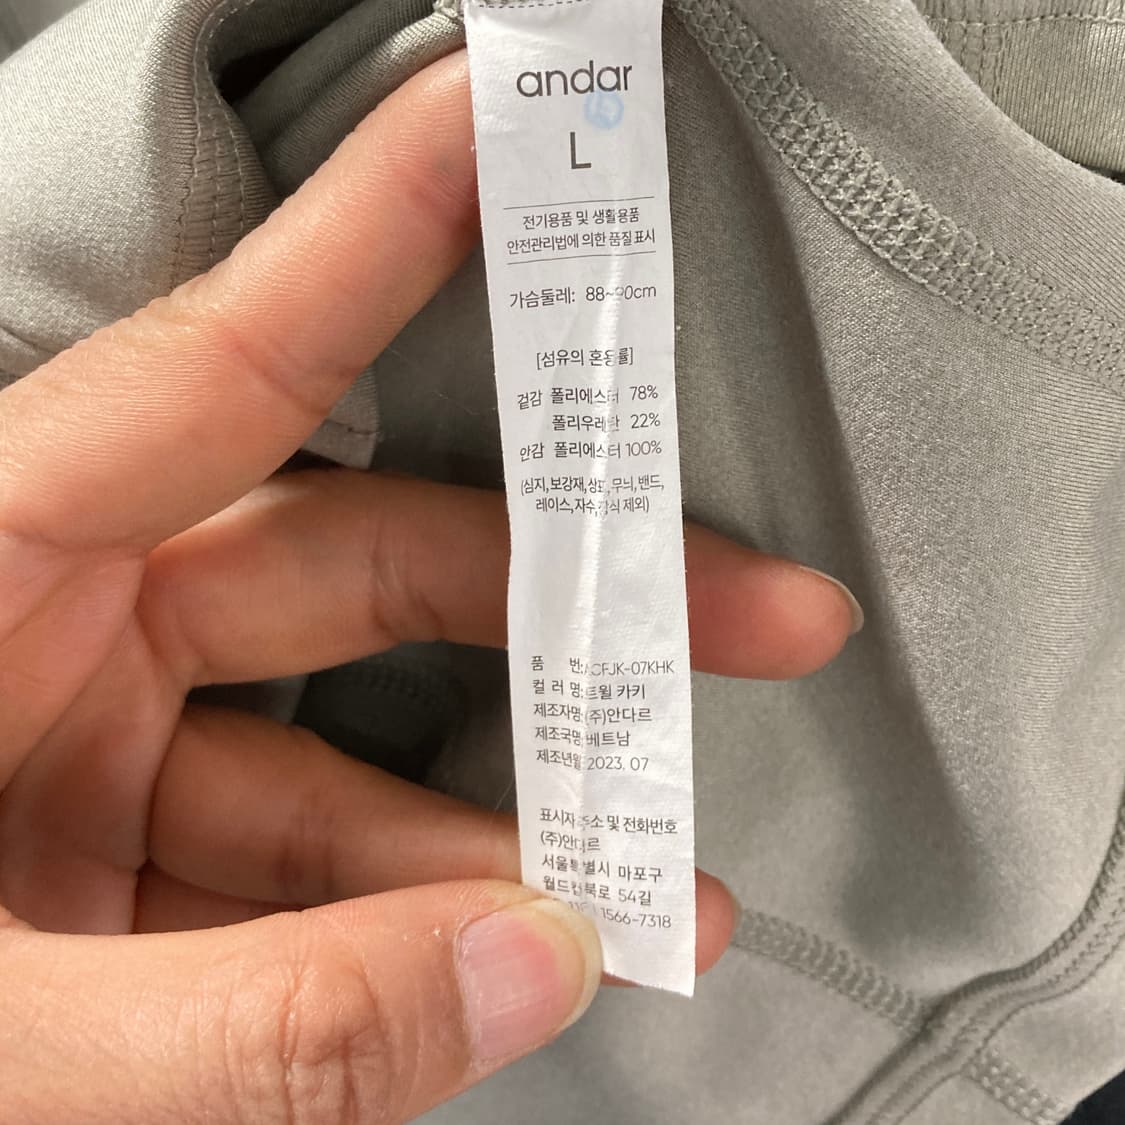 andar
L
전기용품 및 생활용품
안전관리법에 의한 품질표시
가슴둘레: 88~90cm
[섬유의 혼용률]
겉감 폴리에스터 78%
폴리우레탄 22%
안감 폴리에스터 100%
(심지,보강재,상표,무늬,밴드,
레이스,자수,장식 제외)
품 번: CFJK-07KHK
컬 러 명:트윌 카키
제조자명:(주)안다르
제조국명:베트남
제조년월:2023. 07
표시자 주소 및 전화번호
(주)안다르
서울특별시 마포구
월드컵북로 54길
1566-7318